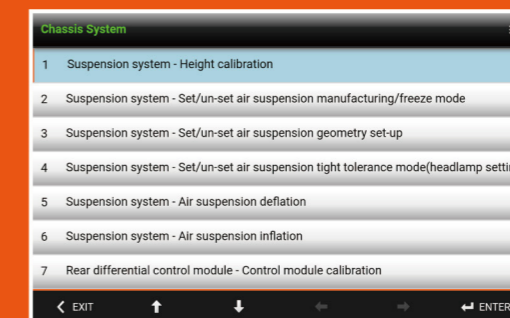 Chassis System
1 Suspension system - Height calibration
2 Suspension system - Set/un-set air suspension manufacturing/freeze mode
3 Suspension system - Set/un-set air suspension geometry set-up
4 Suspension system - Set/un-set air suspension tight tolerance mode(headlamp
5 Suspension system - Air suspension deflation
6 Suspension system - Air suspension inflation
7 Rear differential control module - Control module calibration
EXIT ENTER